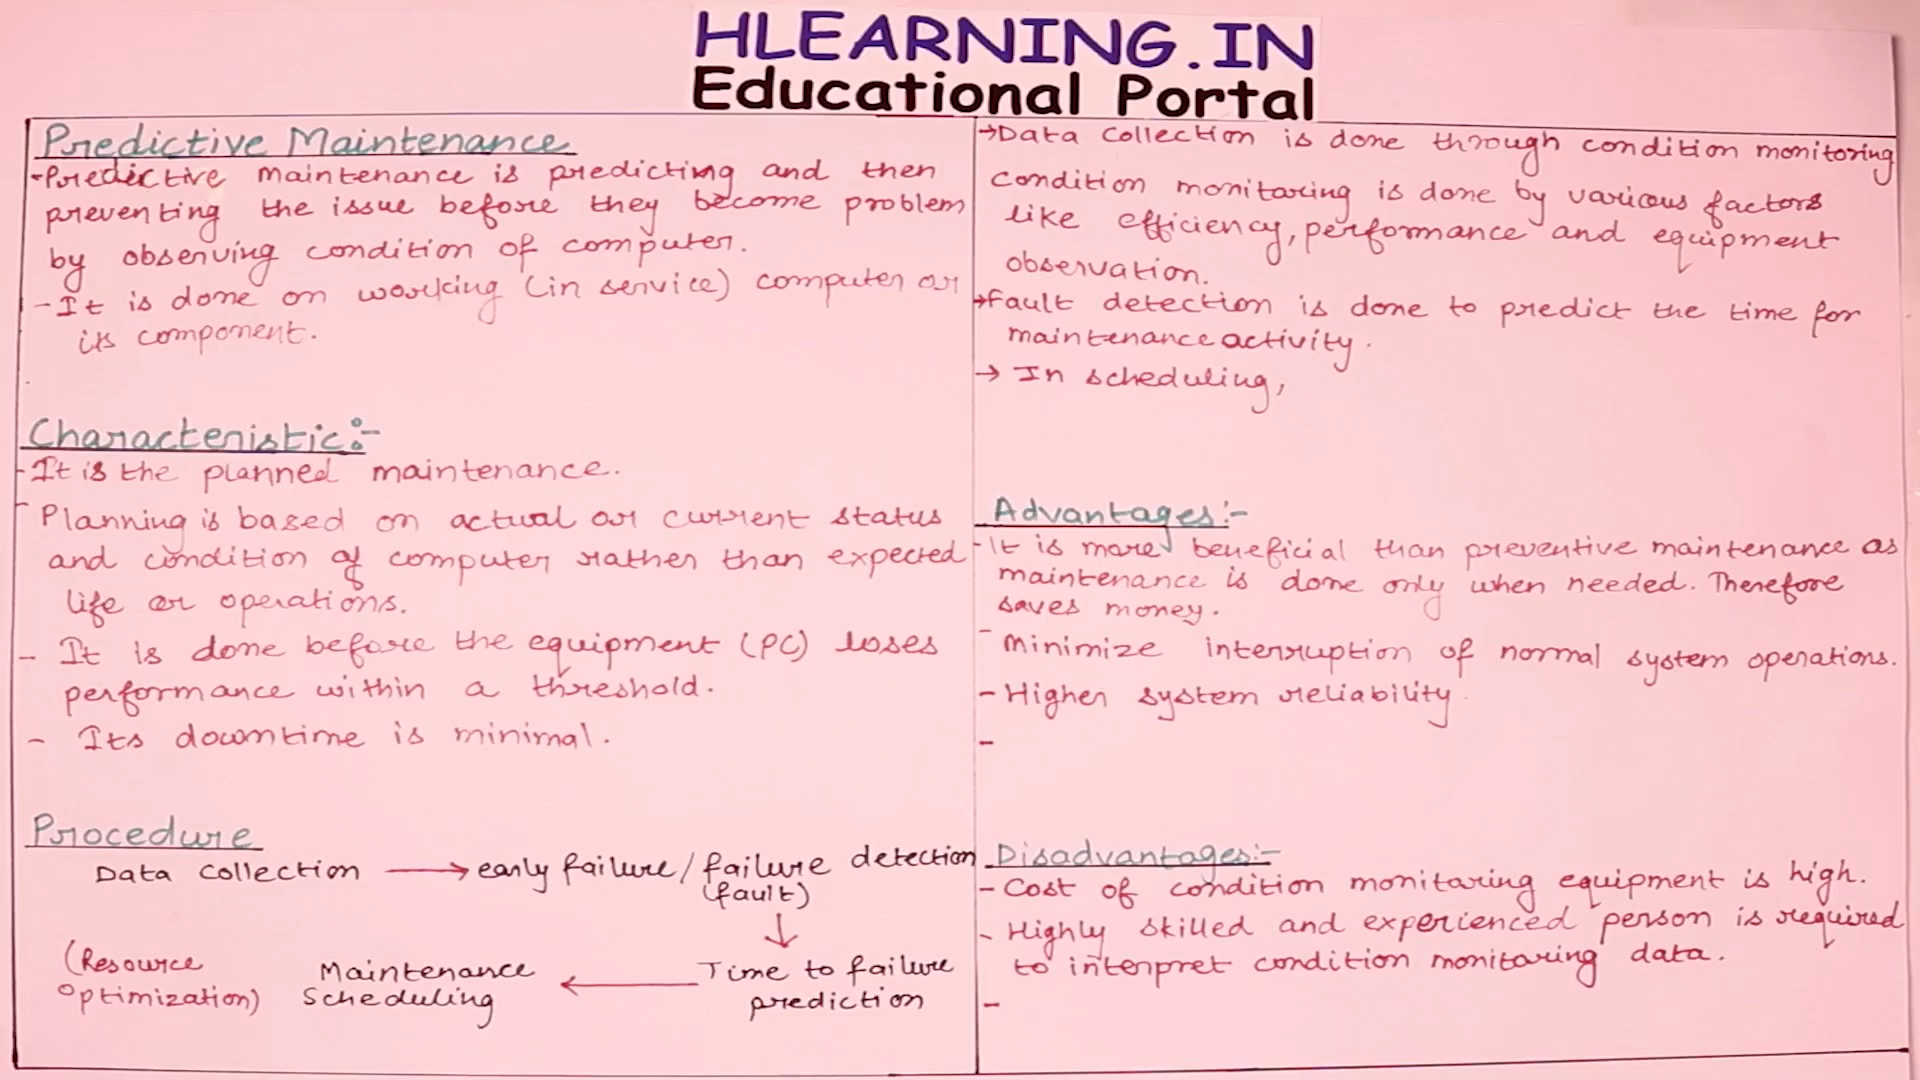 HLEARNING.IN
Educational Portal
Predictive Maintenance
-Predictive maintenance is predicting and then
preventing the issue before they become problem
by observing condition of computer.
- It is done on working (in service) computer or
its component.
Characteristic:-
- It is the planned maintenance.
- Planning is based on actual or current status
and condition of computer rather than expected
life or operations.
- It is done before the equipment (PC) loses
performance within a threshold.
- Its downtime is minimal.
Procedure
Data collection → early failure/failure detection
(fault)
↓
(Resource Maintenance ← Time to failure
Optimization) Scheduling prediction
→Data collection is done through condition monitoring
condition monitoring is done by various factors
like efficiency, performance and equipment
observation.
→Fault detection is done to predict the time for
maintenance activity.
→ In scheduling,
Advantages:-
- It is more beneficial than preventive maintenance as
maintenance is done only when needed. Therefore
saves money.
- Minimize interruption of normal system operations.
- Higher system reliability
-
Disadvantages:-
- Cost of condition monitoring equipment is high.
- Highly skilled and experienced person is required
to interpret condition monitoring data.
-